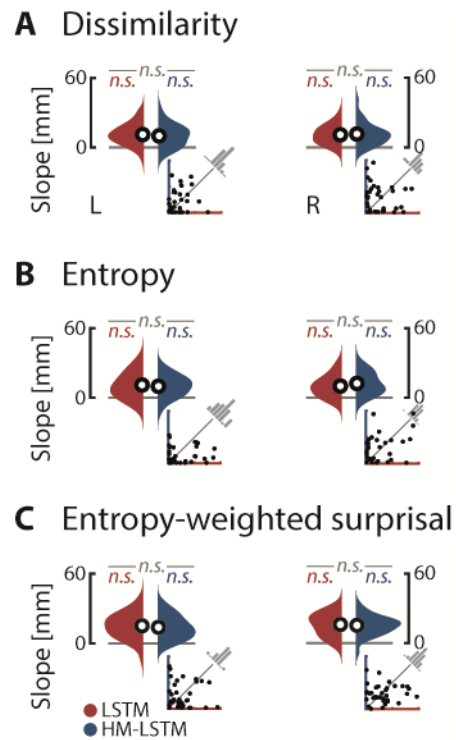 A Dissimilarity
n.s. n.s.
60 n.s. n.s. n.s. n.s. 60
Slope [mm]
0 0
L R
B Entropy
n.s. n.s.
60 n.s. n.s. n.s. n.s. 60
Slope [mm]
0 0
C Entropy-weighted surprisal
n.s. n.s.
60 n.s. n.s. n.s. n.s. 60
Slope [mm]
0 0
LSTM
HM-LSTM